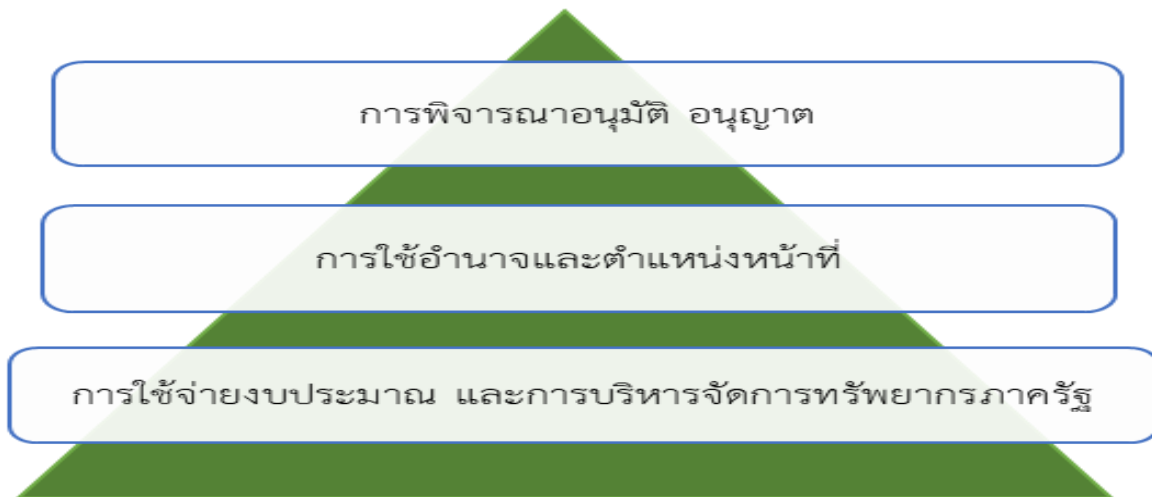 การพิจารณาอนุมัติ อนุญาต
การใช้อำนาจและตำแหน่งหน้าที่
การใช้จ่ายงบประมาณ และการบริหารจัดการทรัพยากรภาครัฐ